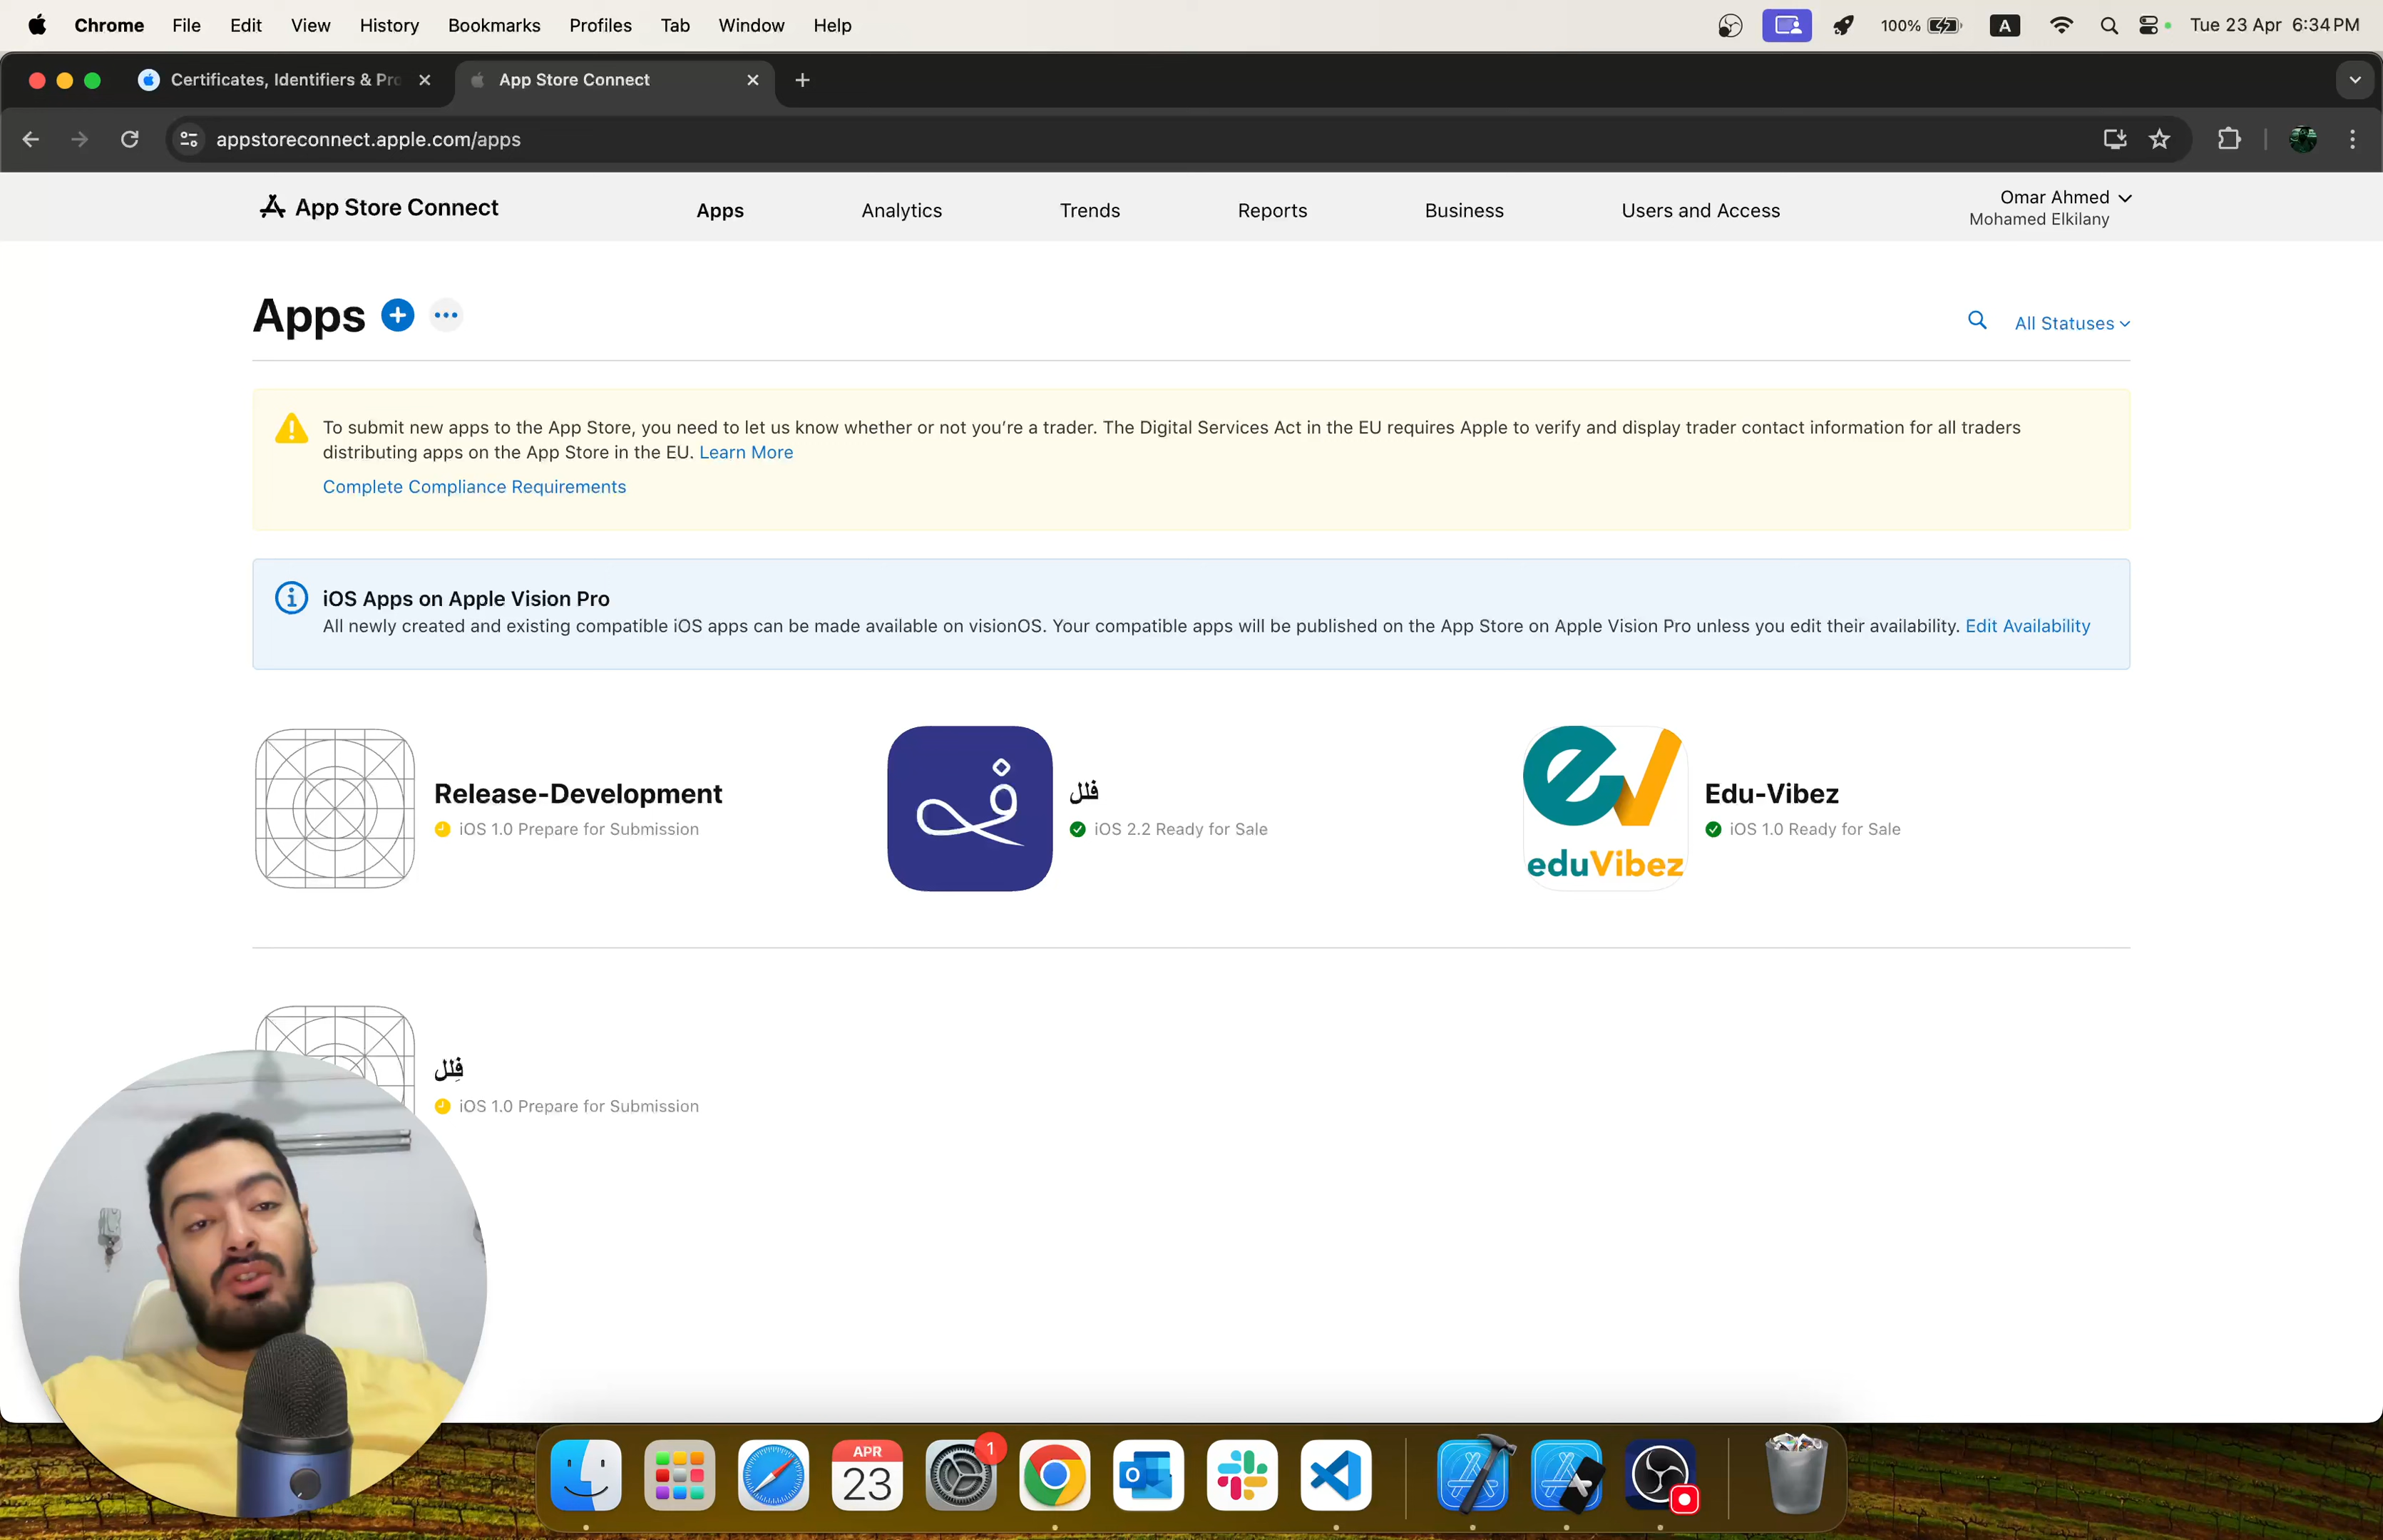 Chrome File Edit View History Bookmarks Profiles Tab Window Help
100% A Tue 23 Apr 6:34 PM
Certificates, Identifiers & Pro
App Store Connect
appstoreconnect.apple.com/apps
App Store Connect
Apps Analytics Trends Reports Business Users and Access
Omar Ahmed
Mohamed Elkilany
Apps
All Statuses
To submit new apps to the App Store, you need to let us know whether or not you're a trader. The Digital Services Act in the EU requires Apple to verify and display trader contact information for all traders
distributing apps on the App Store in the EU. Learn More
Complete Compliance Requirements
iOS Apps on Apple Vision Pro
All newly created and existing compatible iOS apps can be made available on visionOS. Your compatible apps will be published on the App Store on Apple Vision Pro unless you edit their availability. Edit Availability
Release-Development
iOS 1.0 Prepare for Submission
فلل
iOS 2.2 Ready for Sale
eduVibez
Edu-Vibez
iOS 1.0 Ready for Sale
فِلل
iOS 1.0 Prepare for Submission
APR
23
1